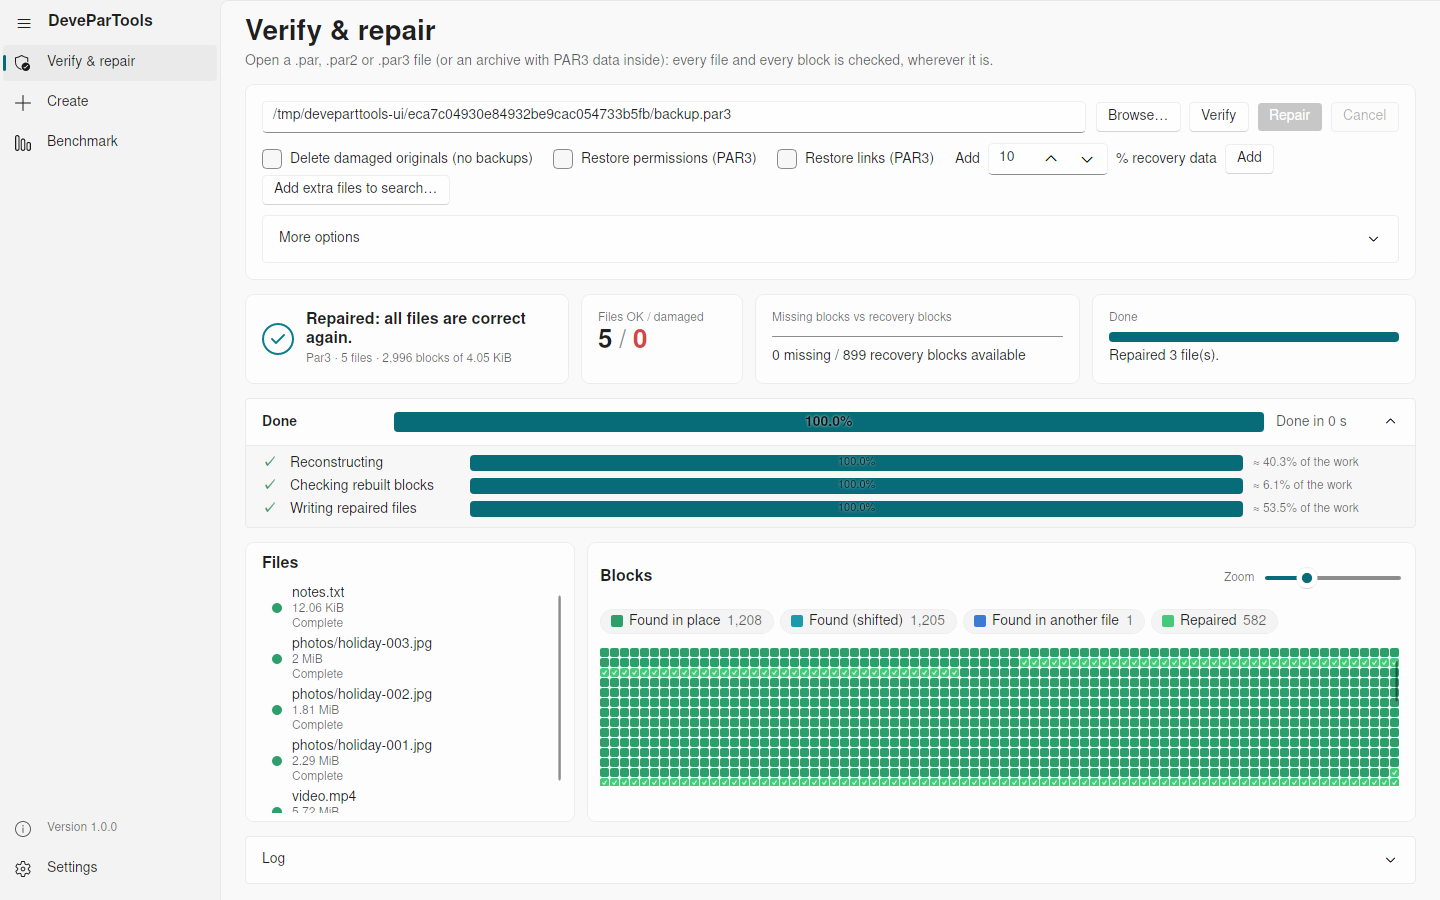 DeveParTools
Verify & repair
Create
Benchmark
Version 1.0.0
Settings
Verify & repair
Open a .par, .par2 or .par3 file (or an archive with PAR3 data inside): every file and every block is checked, wherever it is.
/tmp/deveparttools-ui/eca7c04930e84932be9cac054733b5fb/backup.par3
Browse...
Verify
Repair
Cancel
Delete damaged originals (no backups)
Restore permissions (PAR3)
Restore links (PAR3)
Add
10
% recovery data
Add
Add extra files to search...
More options
Repaired: all files are correct
again.
Par3 · 5 files · 2,996 blocks of 4.05 KiB
Files OK / damaged
5 / 0
Missing blocks vs recovery blocks
0 missing / 899 recovery blocks available
Done
Repaired 3 file(s).
Done
100.0%
Done in 0 s
✓ Reconstructing 100.0% ≈ 40.3% of the work
✓ Checking rebuilt blocks 100.0% ≈ 6.1% of the work
✓ Writing repaired files 100.0% ≈ 53.5% of the work
Files
notes.txt
12.06 KiB
Complete
photos/holiday-003.jpg
2 MiB
Complete
photos/holiday-002.jpg
1.81 MiB
Complete
photos/holiday-001.jpg
2.29 MiB
Complete
video.mp4
5.72 MiB
Blocks
Zoom
Found in place 1,208
Found (shifted) 1,205
Found in another file 1
Repaired 582
Log